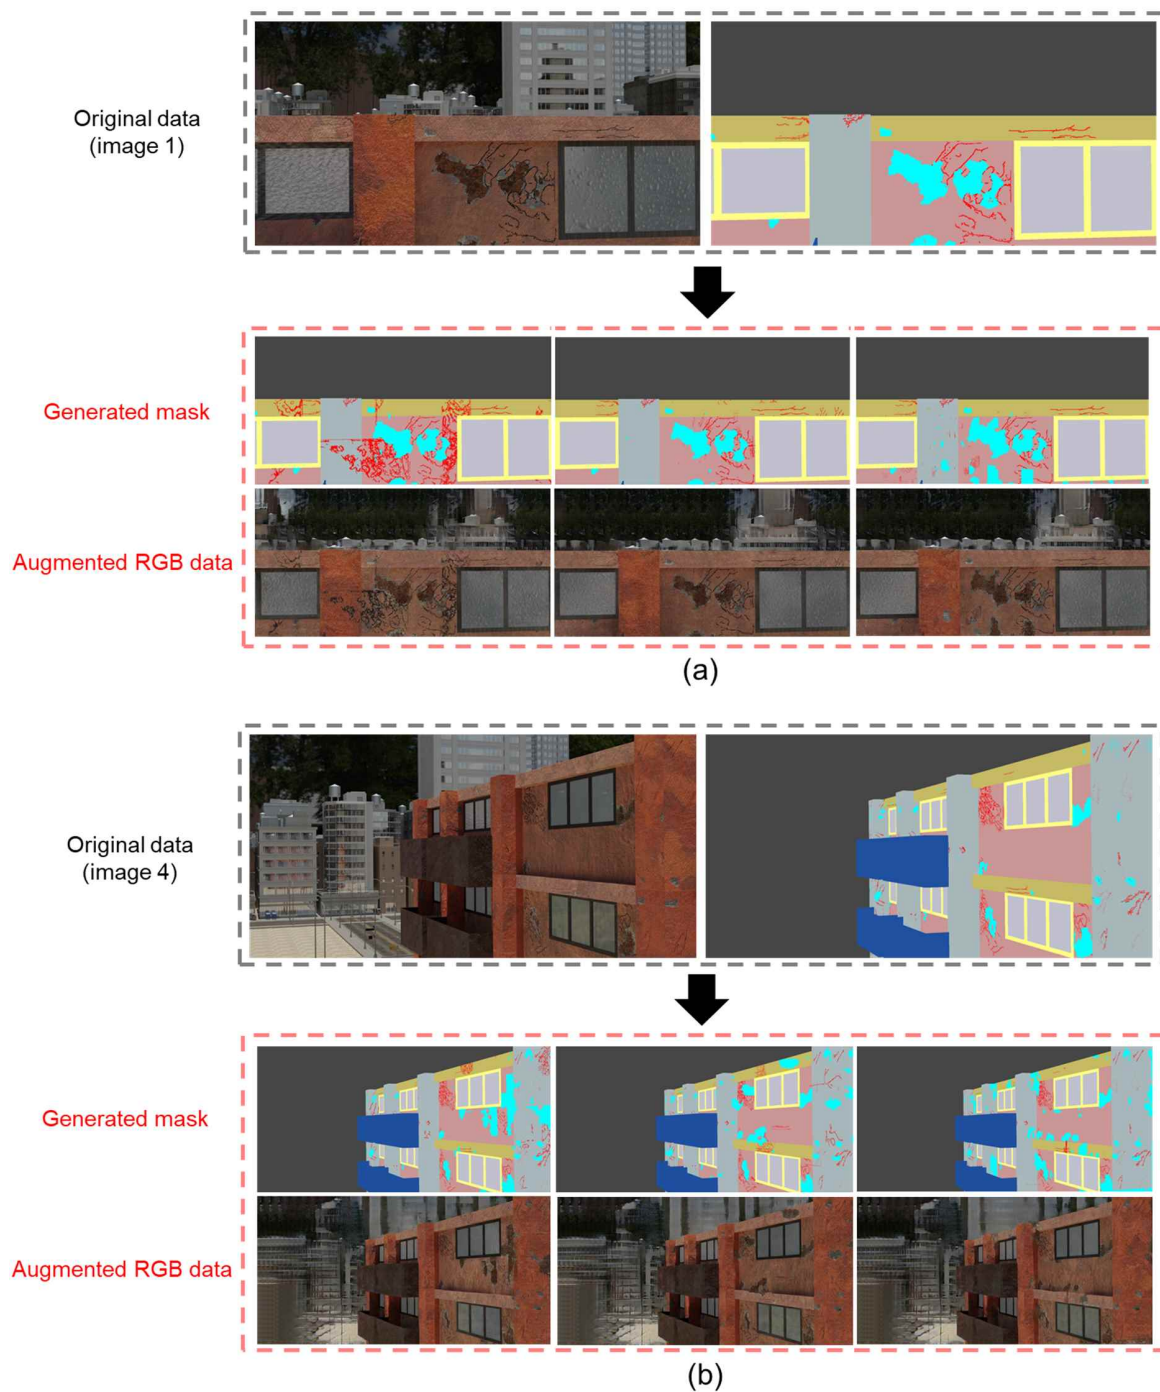 Original data
(image 1)
Generated mask
Augmented RGB data
(a)
Original data
(image 4)
Generated mask
Augmented RGB data
(b)